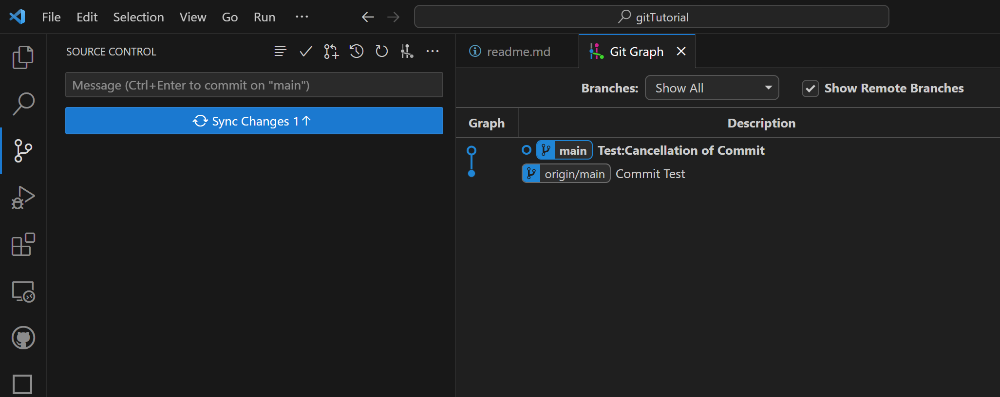 File Edit Selection View Go Run ···
gitTutorial
SOURCE CONTROL
Message (Ctrl+Enter to commit on "main")
Sync Changes 1↑
readme.md
Git Graph
Branches: Show All Show Remote Branches
Graph Description
main Test:Cancellation of Commit
origin/main Commit Test